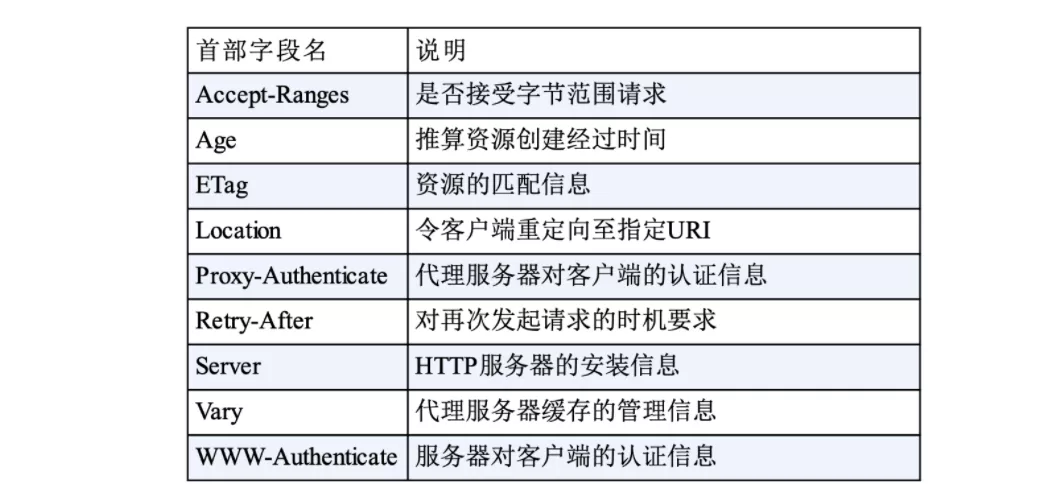 首部字段名 说明
Accept-Ranges 是否接受字节范围请求
Age 推算资源创建经过时间
ETag 资源的匹配信息
Location 令客户端重定向至指定URI
Proxy-Authenticate 代理服务器对客户端的认证信息
Retry-After 对再次发起请求的时机要求
Server HTTP服务器的安装信息
Vary 代理服务器缓存的管理信息
WWW-Authenticate 服务器对客户端的认证信息